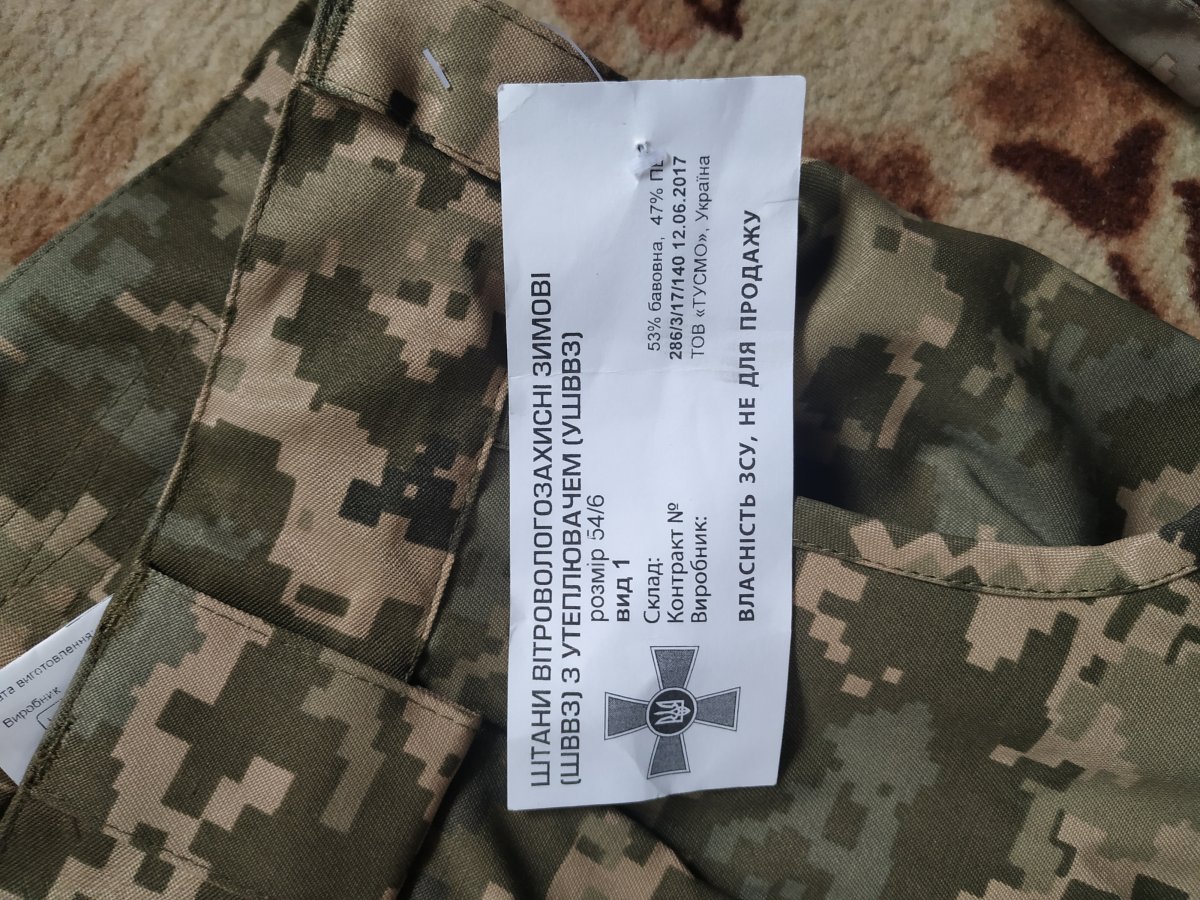 ШТАНИ ВІТРОВОЛОГОЗАХИСНІ ЗИМОВІ
(ШВВЗ) З УТЕПЛЮВАЧЕМ (УШВВЗ)
розмір 54/6
вид 1
Склад: 53% бавовна, 47% ПЕ
Контракт № 286/3/17/140 12.06.2017
Виробник: ТОВ «ТУСМО», Україна
ВЛАСНІСТЬ ЗСУ, НЕ ДЛЯ ПРОДАЖУ
виготовлення
Виробник